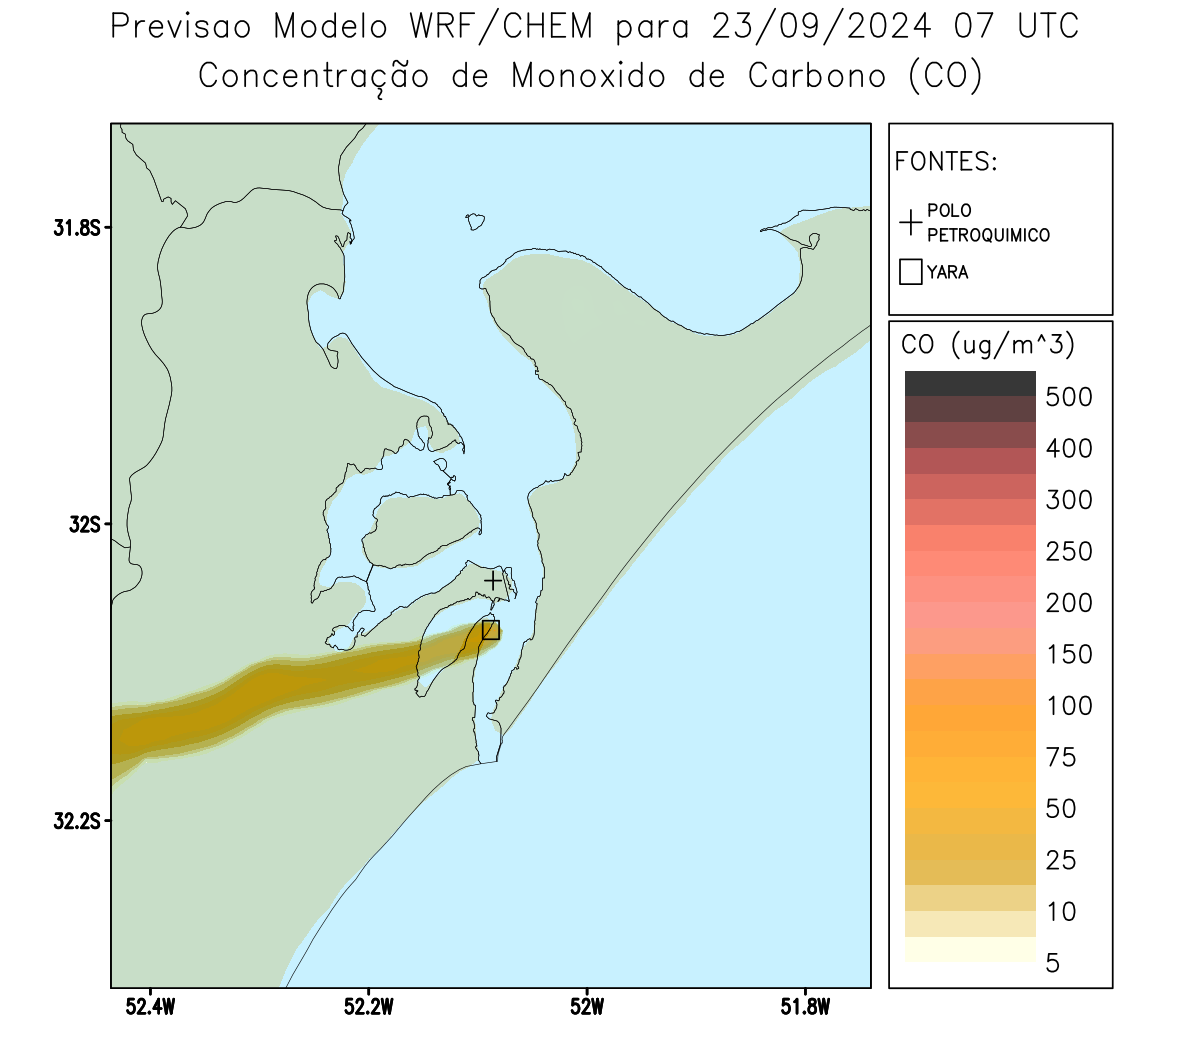 Previsao Modelo WRF/CHEM para 23/09/2024 07 UTC
Concentração de Monoxido de Carbono (CO)
FONTES:
POLO
PETROQUIMICO
YARA
CO (ug/m^3)
500
400
300
250
200
150
100
75
50
25
10
5
31.8S
32S
32.2S
52.4W
52.2W
52W
51.8W